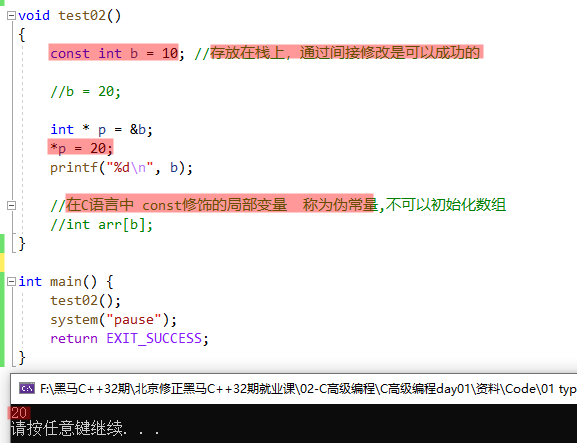 void test02()
{
const int b = 10; //存放在栈上，通过间接修改是可以成功的
//b = 20;
int * p = &b;
*p = 20;
printf("%d\n", b);
//在C语言中 const修饰的局部变量 称为伪常量,不可以初始化数组
//int arr[b];
}
int main() {
test02();
system("pause");
return EXIT_SUCCESS;
}
F:\黑马C++32期\北京修正黑马C++32期就业课\02-C高级编程\C高级编程day01\资料\Code\01 typ
20
请按任意键继续. . .